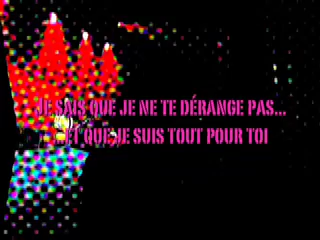 JE SAIS QUE JE NE TE DÉRANGE PAS...
ET QUE JE SUIS TOUT POUR TOI